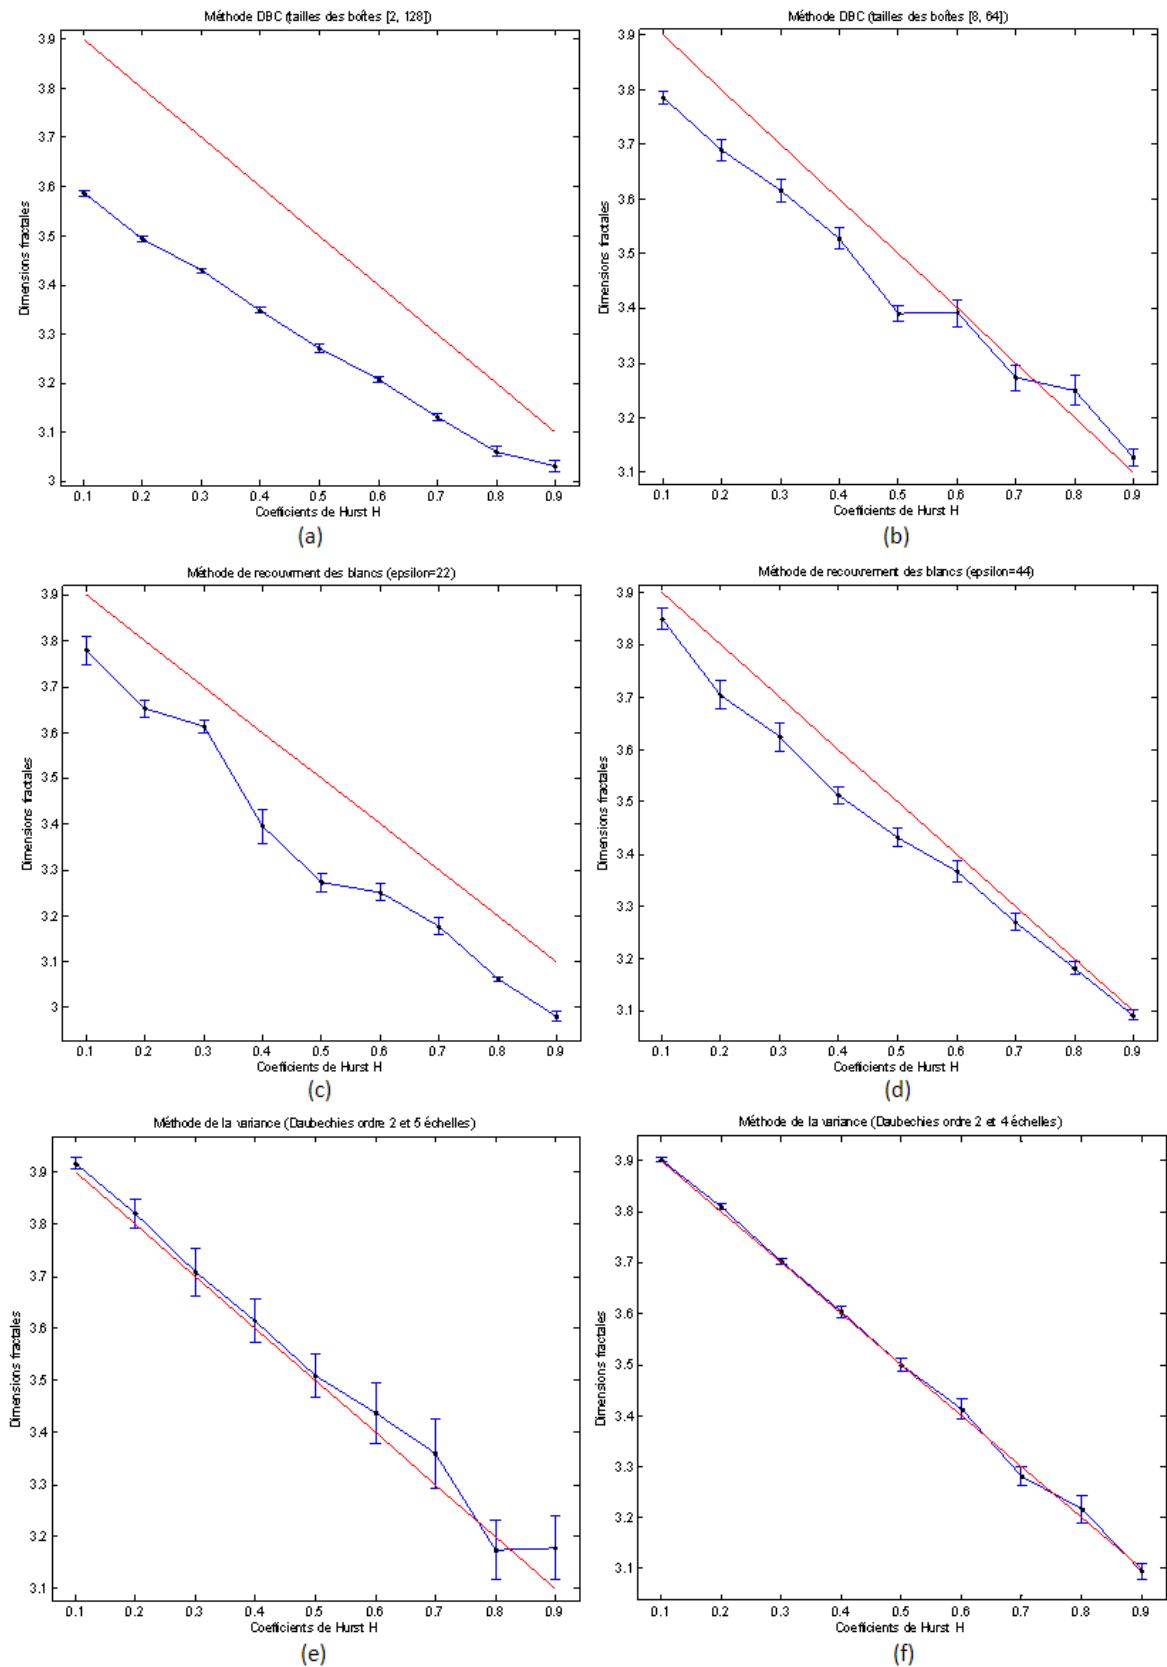 Méthode DBC (tailles des boîtes [2, 128])
3.9
3.8
3.7
3.6
3.5
3.4
3.3
3.2
3.1
3
Dimensions fractales
0.1 0.2 0.3 0.4 0.5 0.6 0.7 0.8 0.9
Coefficients de Hurst H
(a)
Méthode DBC (tailles des boîtes [8, 64])
3.9
3.8
3.7
3.6
3.5
3.4
3.3
3.2
3.1
Dimensions fractales
0.1 0.2 0.3 0.4 0.5 0.6 0.7 0.8 0.9
Coefficients de Hurst H
(b)
Méthode de recouvrment des blancs (epsilon=22)
3.9
3.8
3.7
3.6
3.5
3.4
3.3
3.2
3.1
3
Dimensions fractales
0.1 0.2 0.3 0.4 0.5 0.6 0.7 0.8 0.9
Coefficients de Hurst H
(c)
Méthode de recouvrement des blancs (epsilon=44)
3.9
3.8
3.7
3.6
3.5
3.4
3.3
3.2
3.1
Dimensions fractales
0.1 0.2 0.3 0.4 0.5 0.6 0.7 0.8 0.9
Coefficients de Hurst H
(d)
Méthode de la variance (Daubechies ordre 2 et 5 échelles)
3.9
3.8
3.7
3.6
3.5
3.4
3.3
3.2
3.1
Dimensions fractales
0.1 0.2 0.3 0.4 0.5 0.6 0.7 0.8 0.9
Coefficients de Hurst H
(e)
Méthode de la variance (Daubechies ordre 2 et 4 échelles)
3.9
3.8
3.7
3.6
3.5
3.4
3.3
3.2
3.1
Dimensions fractales
0.1 0.2 0.3 0.4 0.5 0.6 0.7 0.8 0.9
Coefficients de Hurst H
(f)